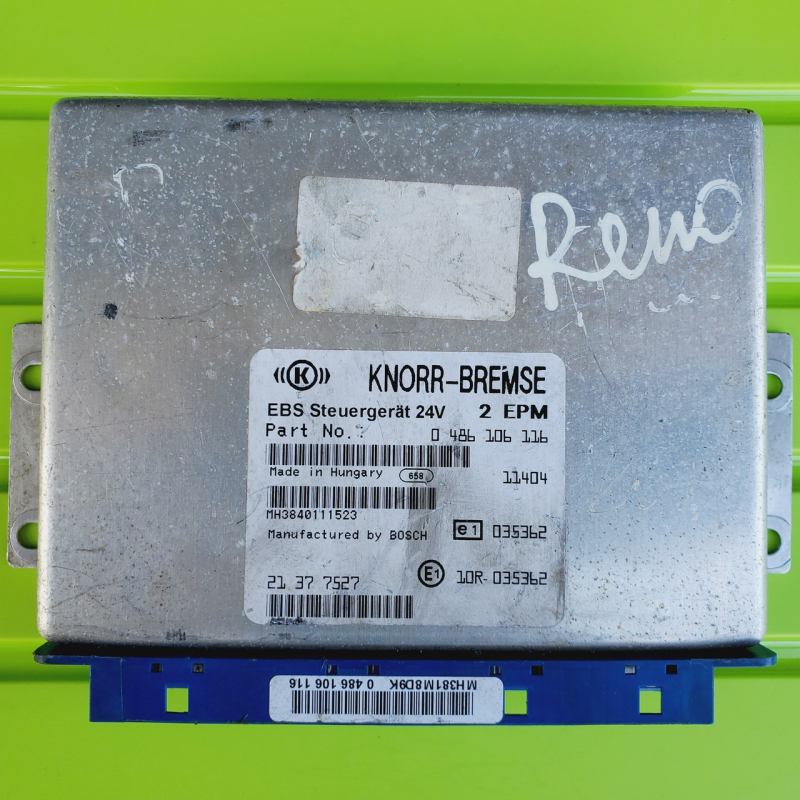 Reno
K KNORR-BREMSE
EBS Steuergerät 24V 2 EPM
Part No.: 0 486 106 116
Made in Hungary 658 11404
MH3840111523
Manufactured by BOSCH e1 035362
21 37 7527 E1 10R-035362
MH381M8D9K 0 486 106 116